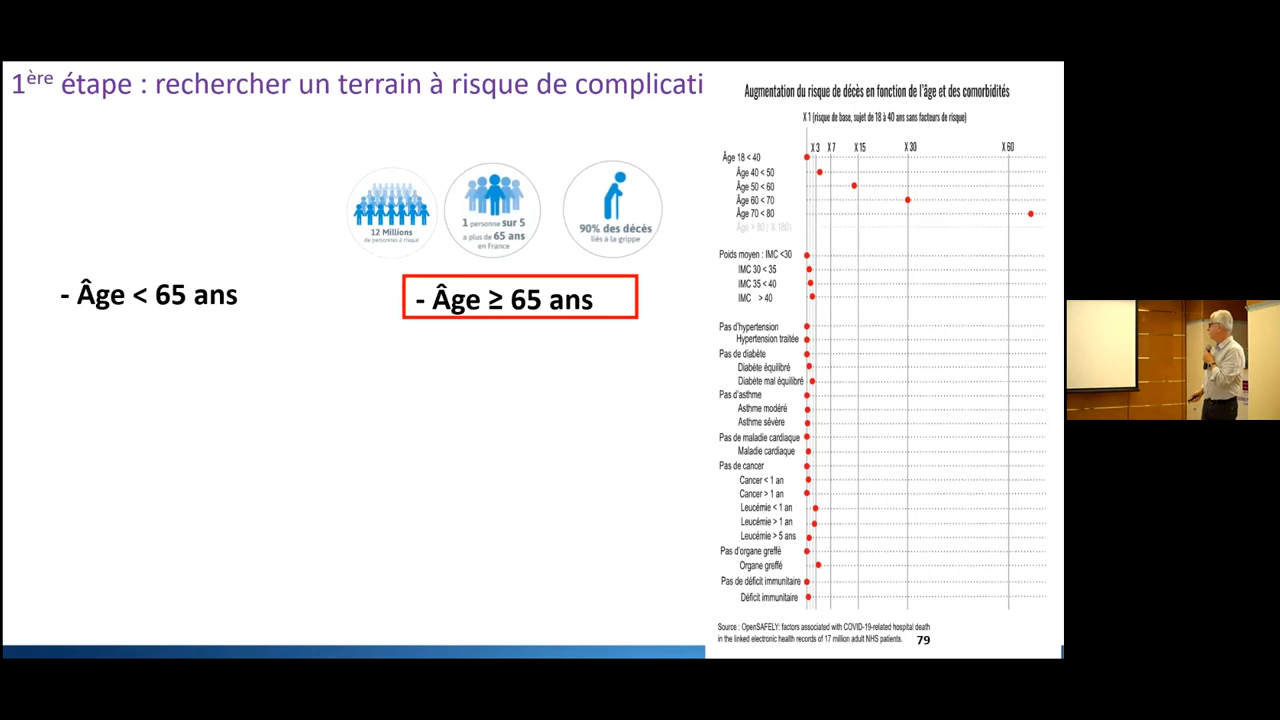 1ère étape : rechercher un terrain à risque de complicati
12 Millions
de personnes à risque
1 personne sur 5
a plus de 65 ans
en France
90% des décès
liés à la grippe
- Âge < 65 ans
- Âge ≥ 65 ans
Augmentation du risque de décès en fonction de l'âge et des comorbidités
X 1 (risque de base, sujet de 18 à 40 ans sans facteurs de risque)
X 3 X 7 X 15 X 30 X 60
Âge 18 < 40
Âge 40 < 50
Âge 50 < 60
Âge 60 < 70
Âge 70 < 80
Âge > 80 ( X 180)
Poids moyen : IMC <30
IMC 30 < 35
IMC 35 < 40
IMC > 40
Pas d'hypertension
Hypertension traitée
Pas de diabète
Diabète équilibré
Diabète mal équilibré
Pas d'asthme
Asthme modéré
Asthme sévère
Pas de maladie cardiaque
Maladie cardiaque
Pas de cancer
Cancer < 1 an
Cancer > 1 an
Leucémie < 1 an
Leucémie > 1 an
Leucémie > 5 ans
Pas d'organe greffé
Organe greffé
Pas de déficit immunitaire
Déficit immunitaire
Source : OpenSAFELY: factors associated with COVID-19-related hospital death
in the linked electronic health records of 17 million adult NHS patients.
79